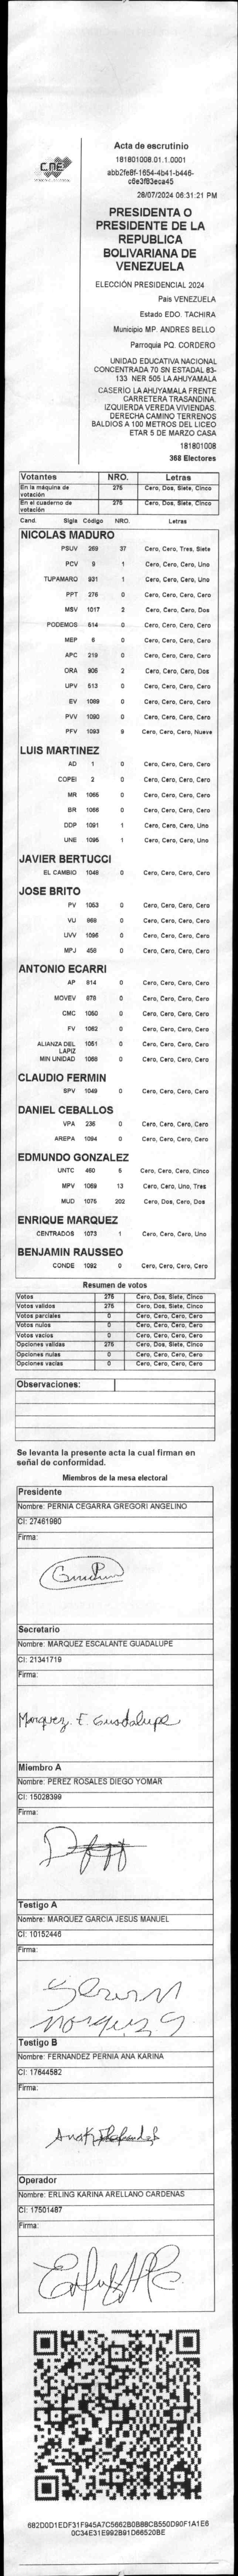 CNE
Acta de escrutinio
181801008.01.1.0001
abb2fe8f-1654-4b41-b446-
c6e3f83eca45
28/07/2024 06:31:21 PM
PRESIDENTA O
PRESIDENTE DE LA
REPUBLICA
BOLIVARIANA DE
VENEZUELA
ELECCIÓN PRESIDENCIAL 2024
Pais VENEZUELA
Estado EDO. TACHIRA
Municipio MP. ANDRES BELLO
Parroquia PQ. CORDERO
UNIDAD EDUCATIVA NACIONAL
CONCENTRADA 70 SN ESTADAL 83-
133 NER 505 LA AHUYAMALA
CASERIO LA AHUYAMALA FRENTE
CARRETERA TRASANDINA.
IZQUIERDA VEREDA VIVIENDAS.
DERECHA CAMINO TERRENOS
BALDIOS A 100 METROS DEL LICEO
ETAR 5 DE MARZO CASA
181801008
368 Electores
Votantes NRO. Letras
En la máquina de votación 275 Cero, Dos, Siete, Cinco
En el cuaderno de votación 275 Cero, Dos, Siete, Cinco
Cand. Sigla Código NRO. Letras
NICOLAS MADURO
PSUV 269 37 Cero, Cero, Tres, Siete
PCV 9 1 Cero, Cero, Cero, Uno
TUPAMARO 931 1 Cero, Cero, Cero, Uno
PPT 276 0 Cero, Cero, Cero, Cero
MSV 1017 2 Cero, Cero, Cero, Dos
PODEMOS 514 0 Cero, Cero, Cero, Cero
MEP 6 0 Cero, Cero, Cero, Cero
APC 219 0 Cero, Cero, Cero, Cero
ORA 906 2 Cero, Cero, Cero, Dos
UPV 513 0 Cero, Cero, Cero, Cero
EV 1089 0 Cero, Cero, Cero, Cero
PVV 1090 0 Cero, Cero, Cero, Cero
PFV 1093 9 Cero, Cero, Cero, Nueve
LUIS MARTINEZ
AD 1 0 Cero, Cero, Cero, Cero
COPEI 2 0 Cero, Cero, Cero, Cero
MR 1065 0 Cero, Cero, Cero, Cero
BR 1066 0 Cero, Cero, Cero, Cero
DDP 1091 1 Cero, Cero, Cero, Uno
UNE 1095 1 Cero, Cero, Cero, Uno
JAVIER BERTUCCI
EL CAMBIO 1048 0 Cero, Cero, Cero, Cero
JOSE BRITO
PV 1053 0 Cero, Cero, Cero, Cero
VU 868 0 Cero, Cero, Cero, Cero
UVV 1096 0 Cero, Cero, Cero, Cero
MPJ 458 0 Cero, Cero, Cero, Cero
ANTONIO ECARRI
AP 814 0 Cero, Cero, Cero, Cero
MOVEV 878 0 Cero, Cero, Cero, Cero
CMC 1050 0 Cero, Cero, Cero, Cero
FV 1082 0 Cero, Cero, Cero, Cero
ALIANZA DEL LAPIZ 1051 0 Cero, Cero, Cero, Cero
MIN UNIDAD 1068 0 Cero, Cero, Cero, Cero
CLAUDIO FERMIN
SPV 1049 0 Cero, Cero, Cero, Cero
DANIEL CEBALLOS
VPA 236 0 Cero, Cero, Cero, Cero
AREPA 1094 0 Cero, Cero, Cero, Cero
EDMUNDO GONZALEZ
UNTC 460 5 Cero, Cero, Cero, Cinco
MPV 1069 13 Cero, Cero, Uno, Tres
MUD 1075 202 Cero, Dos, Cero, Dos
ENRIQUE MARQUEZ
CENTRADOS 1073 1 Cero, Cero, Cero, Uno
BENJAMIN RAUSSEO
CONDE 1092 0 Cero, Cero, Cero, Cero
Resumen de votos
Votos 275 Cero, Dos, Siete, Cinco
Votos validos 275 Cero, Dos, Siete, Cinco
Votos parciales 0 Cero, Cero, Cero, Cero
Votos nulos 0 Cero, Cero, Cero, Cero
Votos vacios 0 Cero, Cero, Cero, Cero
Opciones validas 275 Cero, Dos, Siete, Cinco
Opciones nulas 0 Cero, Cero, Cero, Cero
Opciones vacias 0 Cero, Cero, Cero, Cero
Observaciones:
Se levanta la presente acta la cual firman en
señal de conformidad.
Miembros de la mesa electoral
Presidente
Nombre: PERNIA CEGARRA GREGORI ANGELINO
CI: 27461980
Firma:
Secretario
Nombre: MARQUEZ ESCALANTE GUADALUPE
CI: 21341719
Firma:
Marquez. E. Guadalupe
Miembro A
Nombre: PEREZ ROSALES DIEGO YOMAR
CI: 15028399
Firma:
Testigo A
Nombre: MARQUEZ GARCIA JESUS MANUEL
CI: 10152446
Firma:
Testigo B
Nombre: FERNANDEZ PERNIA ANA KARINA
CI: 17644582
Firma:
Operador
Nombre: ERLING KARINA ARELLANO CARDENAS
CI: 17501487
Firma:
682D0D1EDF31F945A7C5662B0B88CB550D90F1A1E6
0C34E31E992B91D66520BE